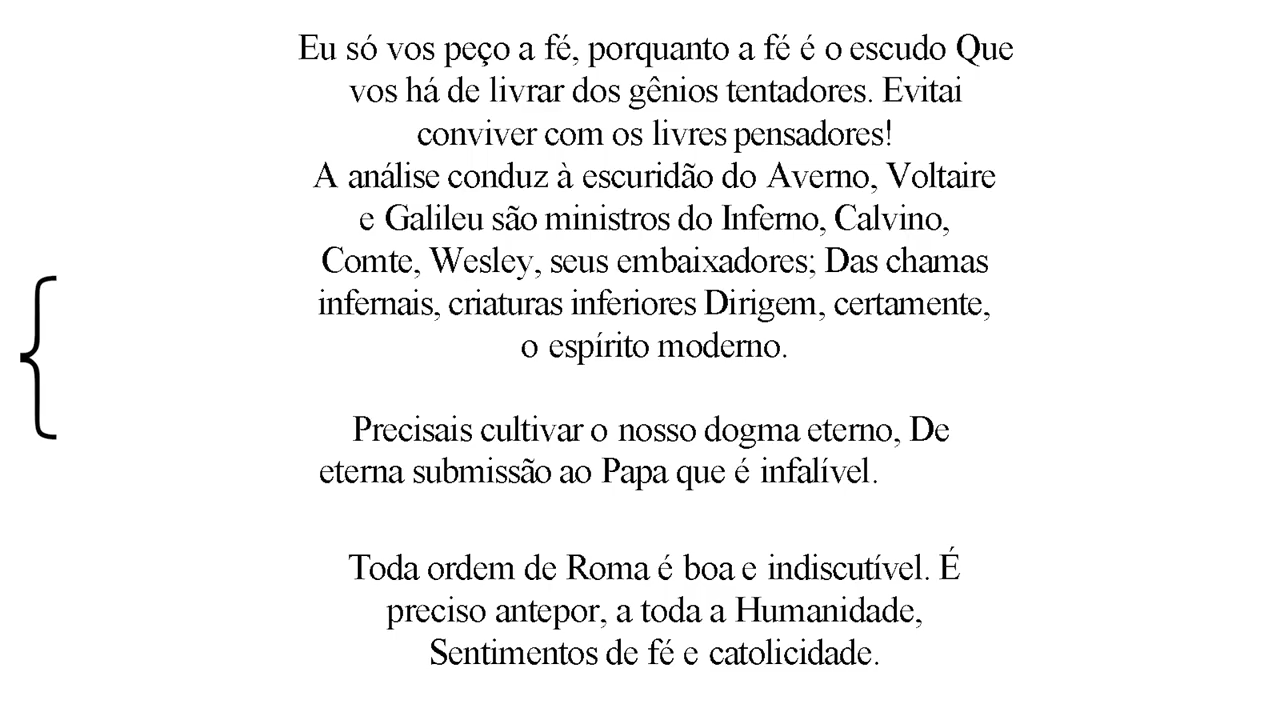 Eu só vos peço a fé, porquanto a fé é o escudo Que
vos há de livrar dos gênios tentadores. Evitai
conviver com os livres pensadores!
A análise conduz à escuridão do Averno, Voltaire
e Galileu são ministros do Inferno, Calvino,
Comte, Wesley, seus embaixadores; Das chamas
infernais, criaturas inferiores Dirigem, certamente,
o espírito moderno.
Precisais cultivar o nosso dogma eterno, De
eterna submissão ao Papa que é infalível.
Toda ordem de Roma é boa e indiscutível. É
preciso antepor, a toda a Humanidade,
Sentimentos de fé e catolicidade.